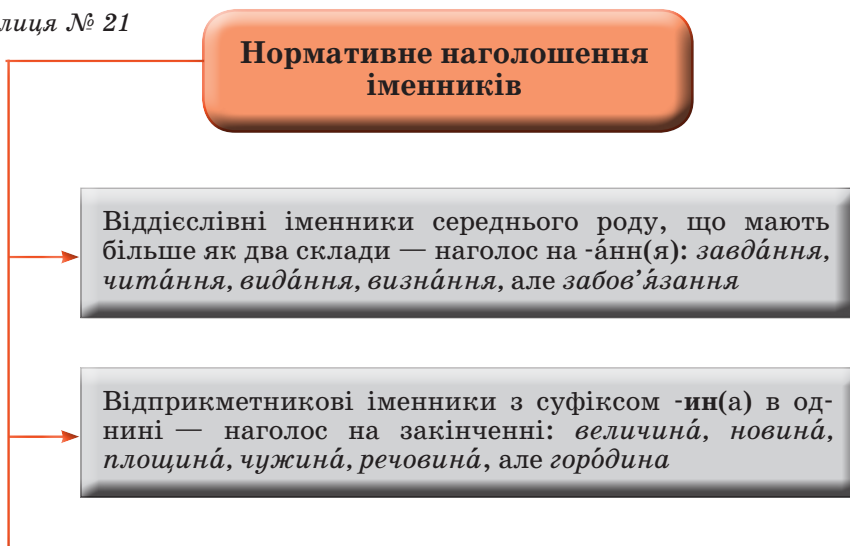 лиця № 21
Нормативне наголошення
іменників
Віддієслівні іменники середнього роду, що мають
більше як два склади — наголос на -а́нн(я): завда́ння,
чита́ння, вида́ння, визна́ння, але забов’я́зання
Відприкметникові іменники з суфіксом -ин(а) в од-
нині — наголос на закінченні: величина́, новина́,
площина́, чужина́, речовина́, але горо́дина